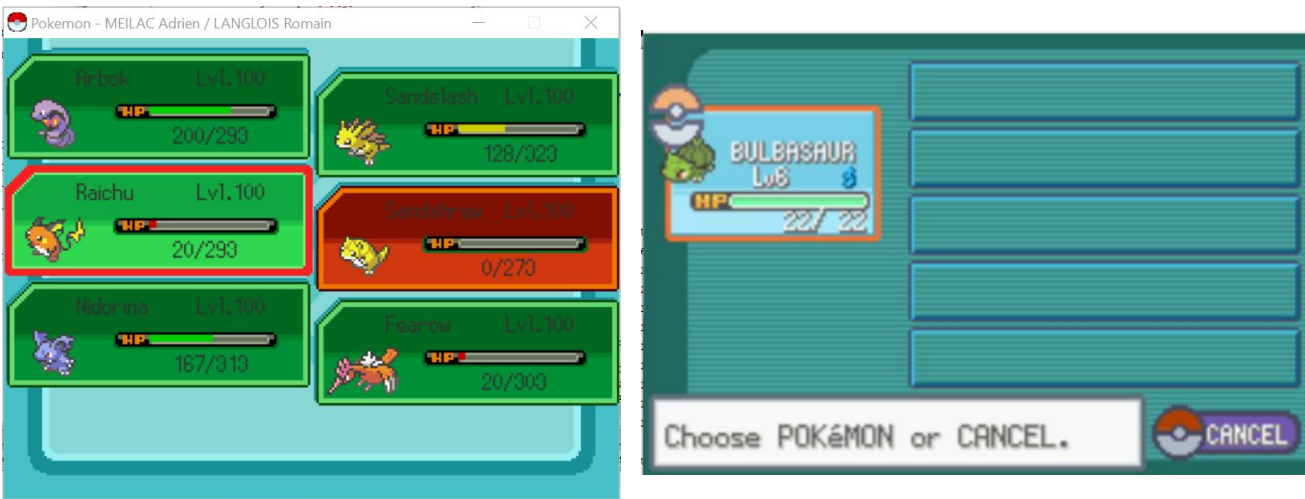 Pokemon - MEILAC Adrien / LANGLOIS Romain
Arbok Lvl.100
HP
200/293
Sandslash Lvl.100
HP
128/323
Raichu Lvl.100
HP
20/293
Sandshrew Lvl.100
HP
0/273
Nidorina Lvl.100
HP
167/313
Fearow Lvl.100
HP
20/303
BULBASAUR
Lv6 ♂
HP
22/ 22
Choose POKéMON or CANCEL.
CANCEL